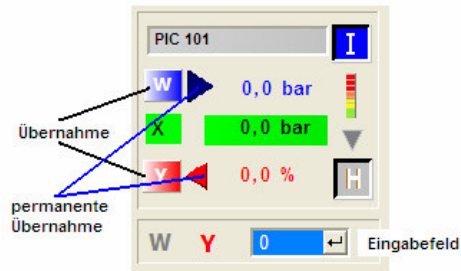 PIC 101
I
W
0,0 bar
Übernahme
X
0,0 bar
Y
0,0 %
H
permanente
Übernahme
W Y 0 Eingabefeld